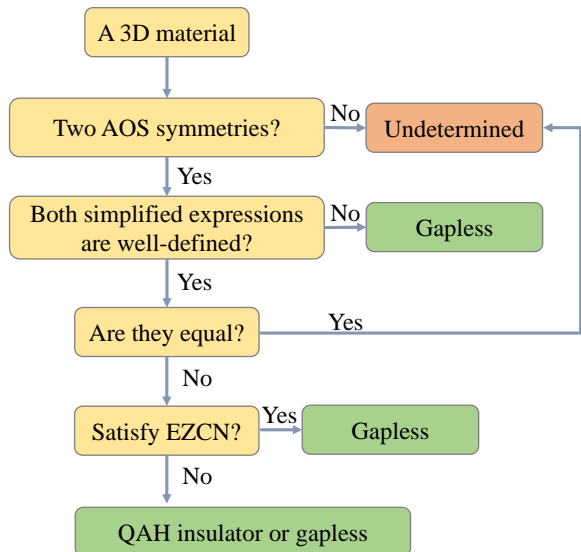 A 3D material
Two AOS symmetries?
No
Undetermined
Yes
Both simplified expressions
are well-defined?
No
Gapless
Yes
Are they equal?
Yes
No
Satisfy EZCN?
Yes
Gapless
No
QAH insulator or gapless